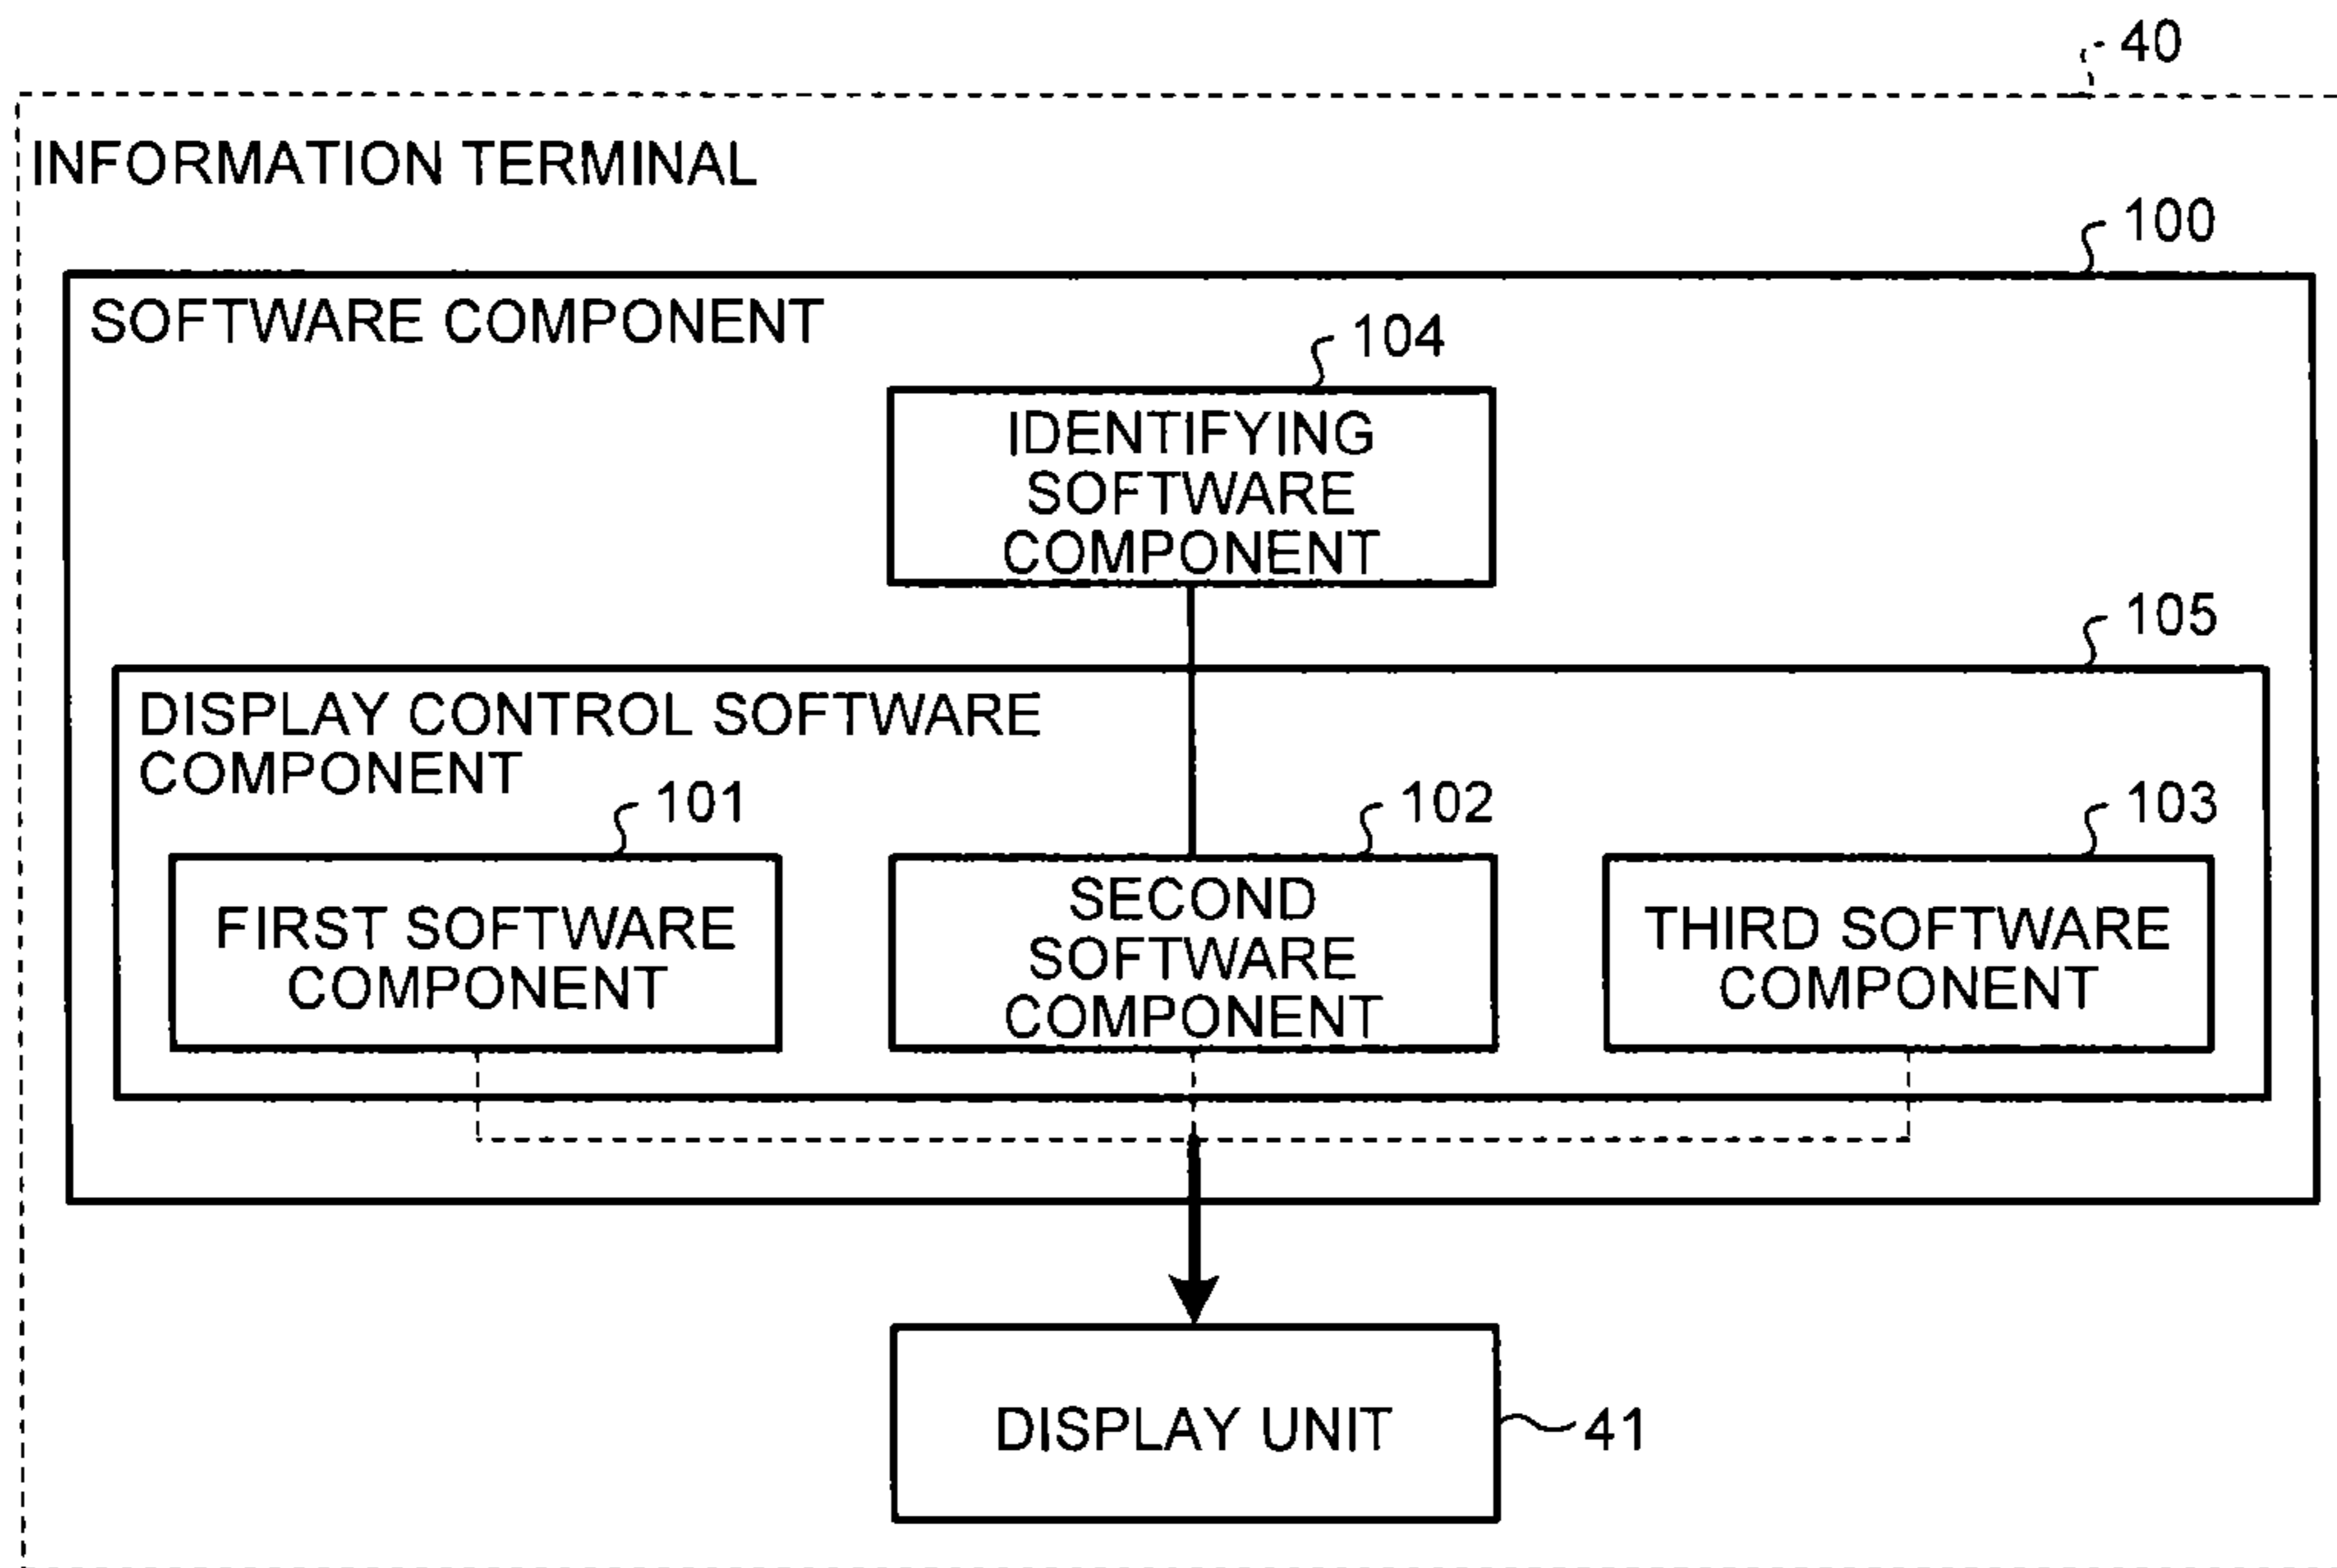 40
INFORMATION TERMINAL
100
SOFTWARE COMPONENT
104
IDENTIFYING
SOFTWARE
COMPONENT
105
DISPLAY CONTROL SOFTWARE
COMPONENT
101
102
103
FIRST SOFTWARE
COMPONENT
SECOND
SOFTWARE
COMPONENT
THIRD SOFTWARE
COMPONENT
DISPLAY UNIT
41